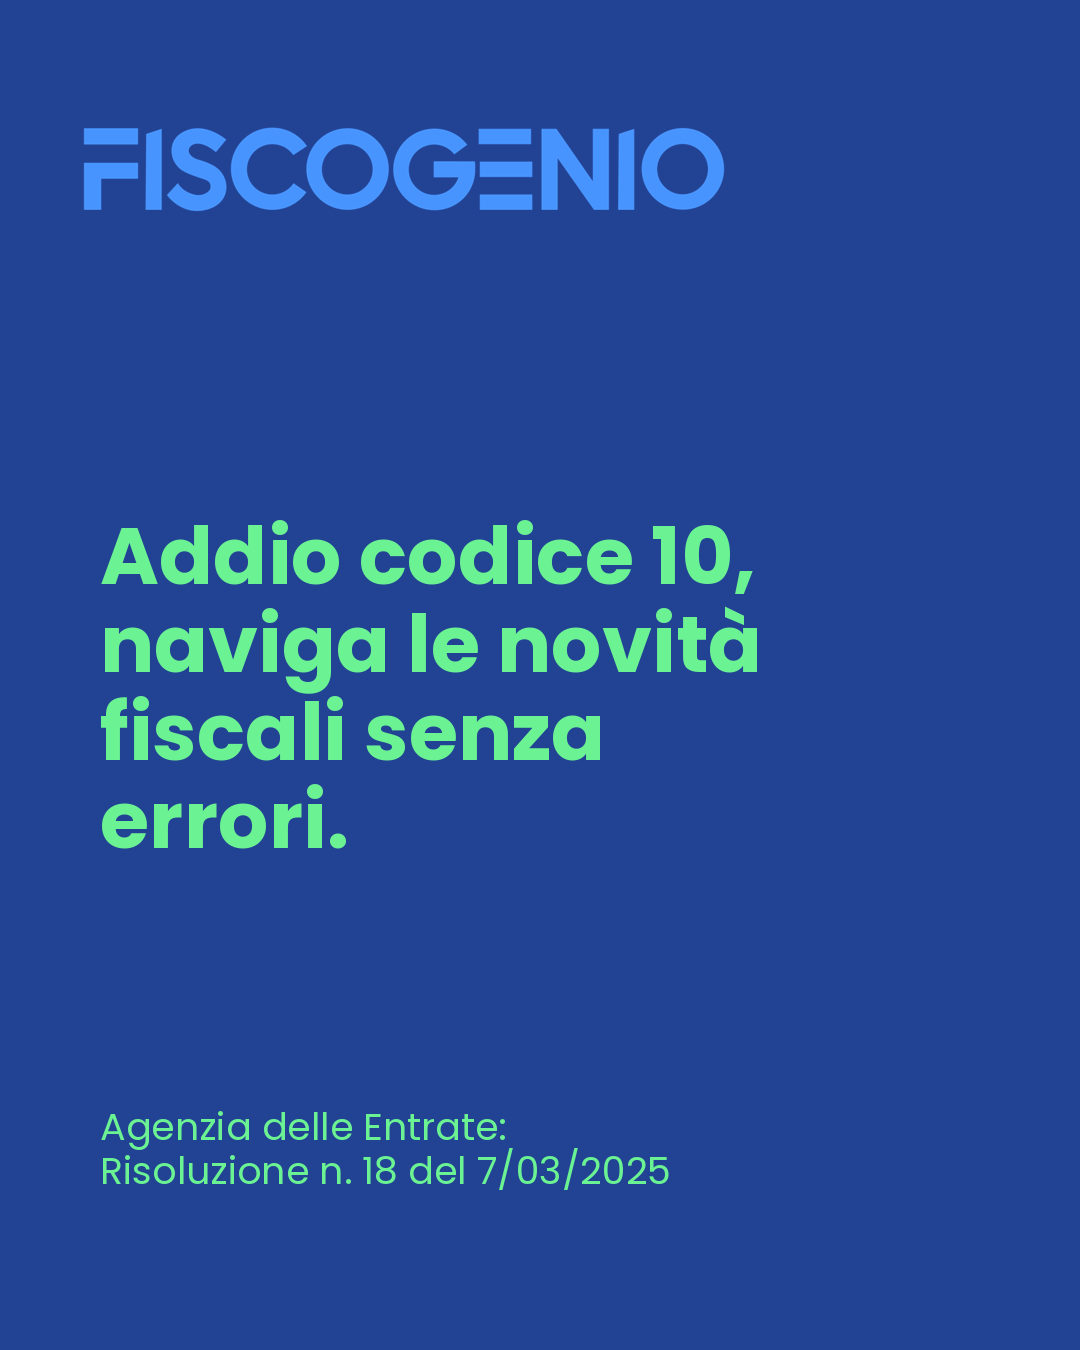 FISCOGENIO
Addio codice 10,
naviga le novità
fiscali senza
errori.
Agenzia delle Entrate:
Risoluzione n. 18 del 7/03/2025